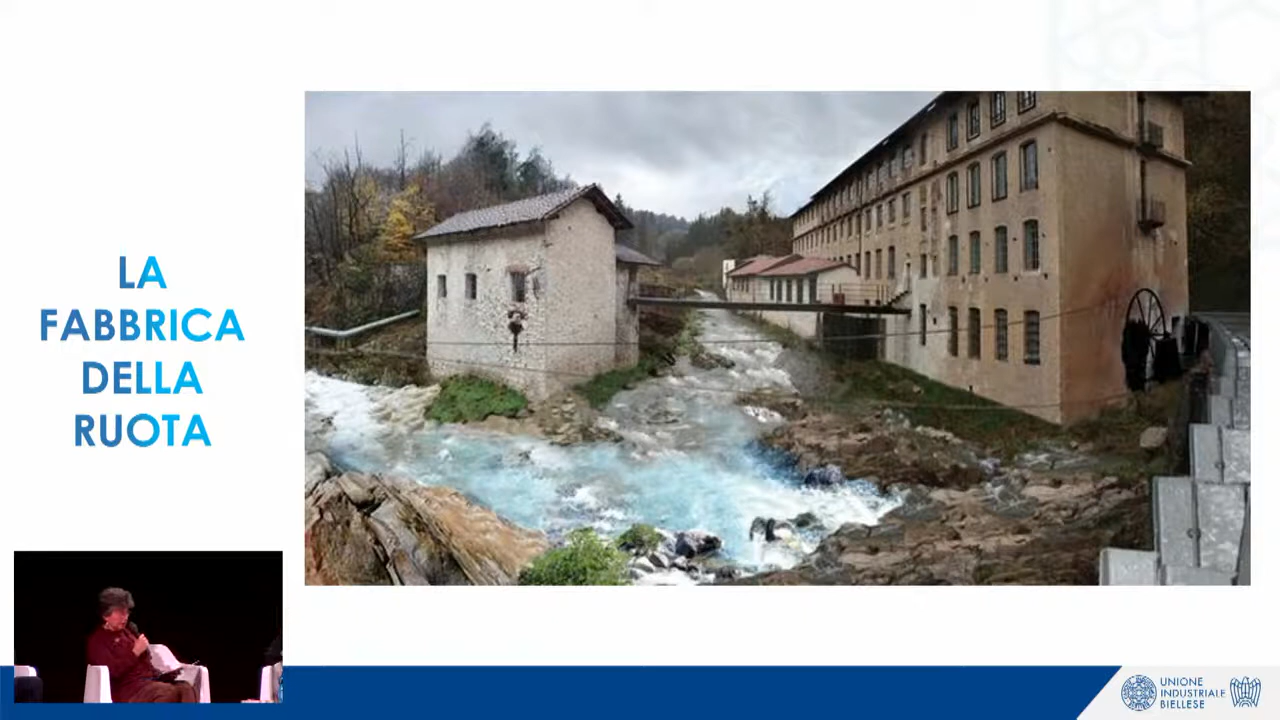 LA
FABBRICA
DELLA
RUOTA
UNIONE
INDUSTRIALE
BIELLESE